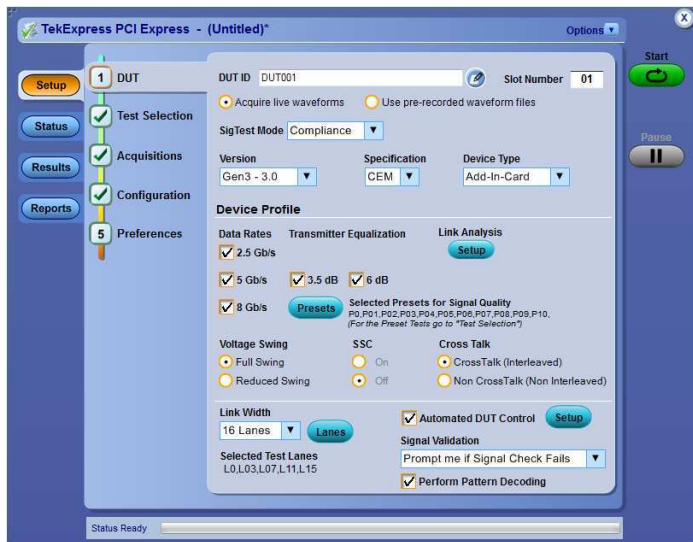 TekExpress PCI Express - (Untitled)*
Options
X
Start
Pause
Setup
Status
Results
Reports
1 DUT
Test Selection
Acquisitions
Configuration
5 Preferences
DUT ID DUT001 Slot Number 01
Acquire live waveforms Use pre-recorded waveform files
SigTest Mode Compliance
Version Specification Device Type
Gen3 - 3.0 CEM Add-In-Card
Device Profile
Data Rates Transmitter Equalization Link Analysis
2.5 Gb/s Setup
5 Gb/s 3.5 dB 6 dB
8 Gb/s Presets Selected Presets for Signal Quality
P0,P01,P02,P03,P04,P05,P06,P07,P08,P09,P10,
(For the Preset Tests go to "Test Selection")
Voltage Swing SSC Cross Talk
Full Swing On CrossTalk (Interleaved)
Reduced Swing Off Non CrossTalk (Non Interleaved)
Link Width
16 Lanes Lanes
Selected Test Lanes
L0,L03,L07,L11,L15
Automated DUT Control Setup
Signal Validation
Prompt me if Signal Check Fails
Perform Pattern Decoding
Status Ready